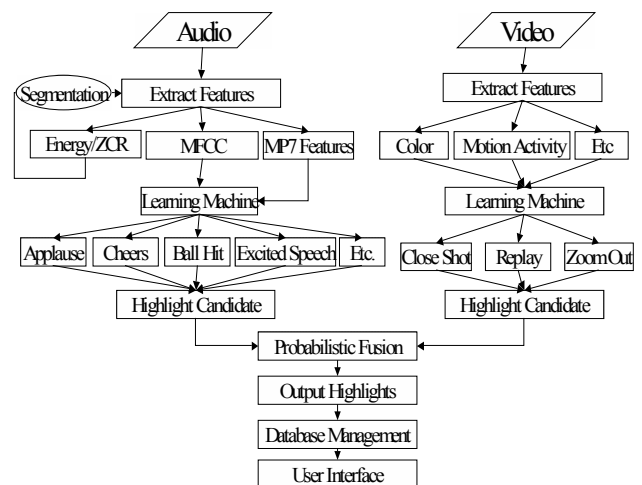 Audio
Video
Segmentation
Extract Features
Extract Features
Energy/ZCR
MFCC
MP7 Features
Color
Motion Activity
Etc
Learning Machine
Learning Machine
Applause
Cheers
Ball Hit
Excited Speech
Etc.
Close Shot
Replay
Zoom Out
Highlight Candidate
Highlight Candidate
Probabilistic Fusion
Output Highlights
Database Management
User Interface